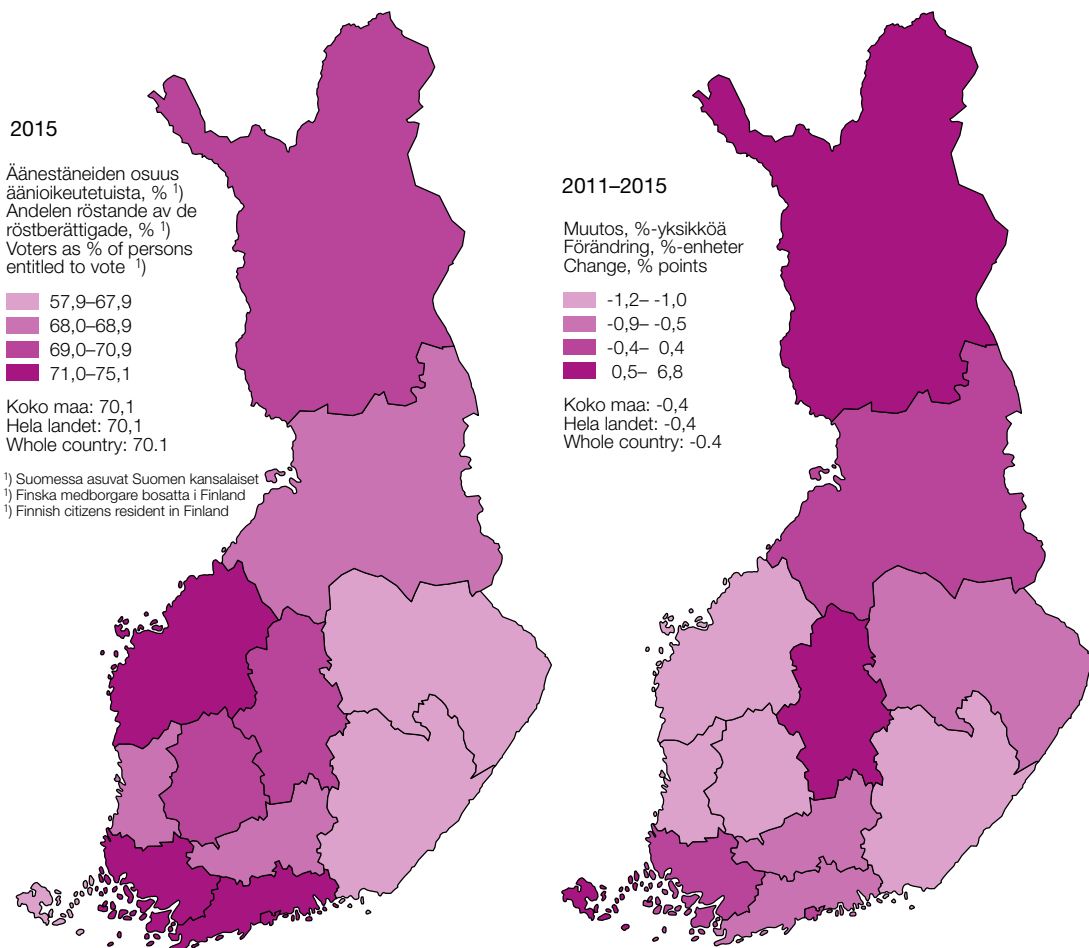 2015
Äänestäneiden osuus
äänioikeutetuista, % ¹)
Andelen röstande av de
röstberättigade, % ¹)
Voters as % of persons
entitled to vote ¹)
57,9–67,9
68,0–68,9
69,0–70,9
71,0–75,1
Koko maa: 70,1
Hela landet: 70,1
Whole country: 70.1
¹) Suomessa asuvat Suomen kansalaiset
¹) Finska medborgare bosatta i Finland
¹) Finnish citizens resident in Finland
2011–2015
Muutos, %-yksikköä
Förändring, %-enheter
Change, % points
-1,2– -1,0
-0,9– -0,5
-0,4– 0,4
0,5– 6,8
Koko maa: -0,4
Hela landet: -0,4
Whole country: -0.4